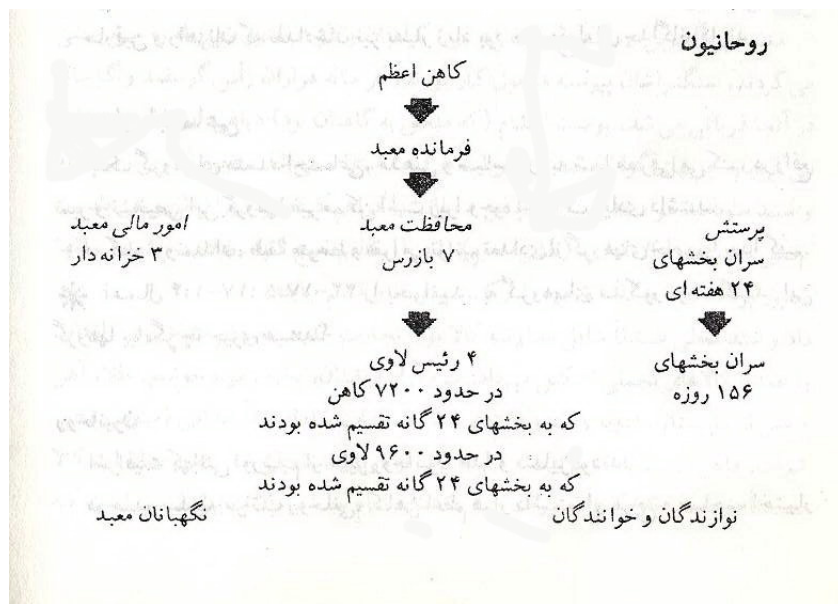 روحانیون
کاهن اعظم
فرمانده معبد
پرستش
سران بخشهای
۲۴ هفته‌ای
سران بخشهای
۱۵۶ روزه
محافظت معبد
۷ بازرس
امور مالی معبد
۳ خزانه دار
۴ رئیس لاوی
در حدود ۷۲۰۰ کاهن
که به بخشهای ۲۴ گانه تقسیم شده بودند
در حدود ۹۶۰۰ لاوی
که به بخشهای ۲۴ گانه تقسیم شده بودند
نوازندگان و خوانندگان
نگهبانان معبد